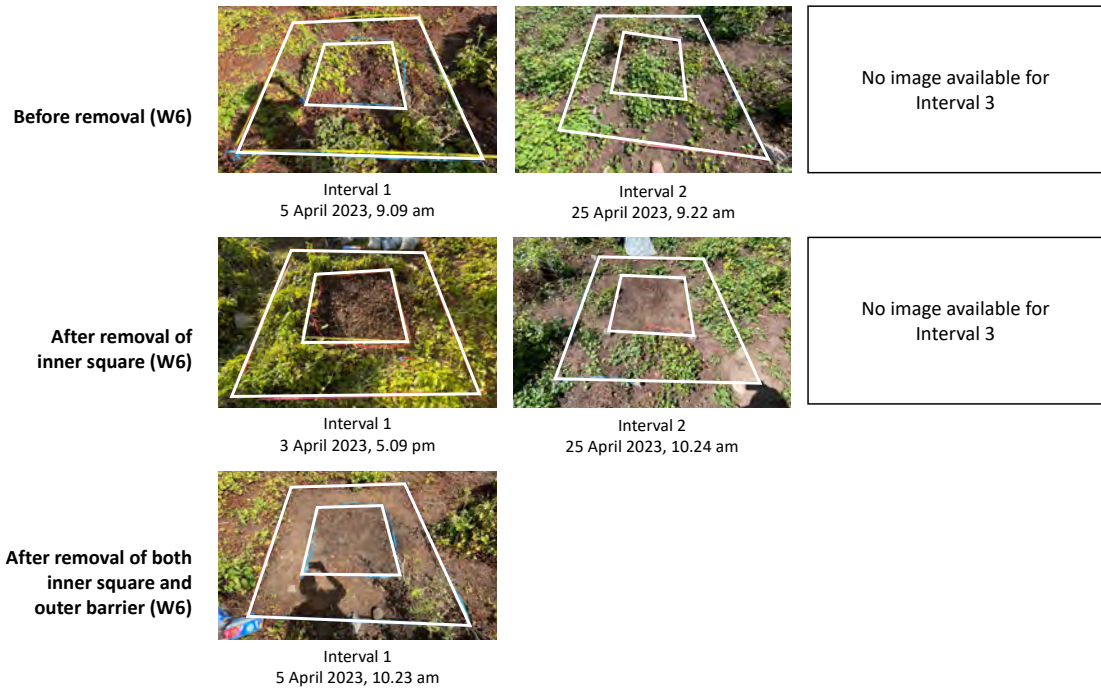 Before removal (W6)
No image available for
Interval 3
Interval 1
5 April 2023, 9.09 am
Interval 2
25 April 2023, 9.22 am
After removal of
inner square (W6)
No image available for
Interval 3
Interval 1
3 April 2023, 5.09 pm
Interval 2
25 April 2023, 10.24 am
After removal of both
inner square and
outer barrier (W6)
Interval 1
5 April 2023, 10.23 am